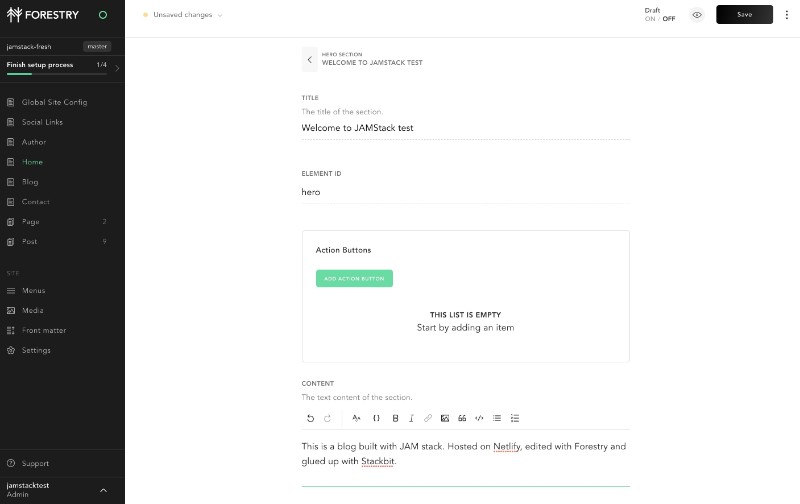 FORESTRY
jamstack-fresh
master
Finish setup process
1/4
Global Site Config
Social Links
Author
Home
Blog
Contact
Page 2
Post 9
SITE
Menus
Media
Front matter
Settings
Support
jamstacktest
Admin
Unsaved changes
Draft
ON / OFF
Save
HERO SECTION
WELCOME TO JAMSTACK TEST
TITLE
The title of the section.
Welcome to JAMStack test
ELEMENT ID
hero
Action Buttons
ADD ACTION BUTTON
THIS LIST IS EMPTY
Start by adding an item
CONTENT
The text content of the section.
This is a blog built with JAM stack. Hosted on Netlify, edited with Forestry and
glued up with Stackbit.